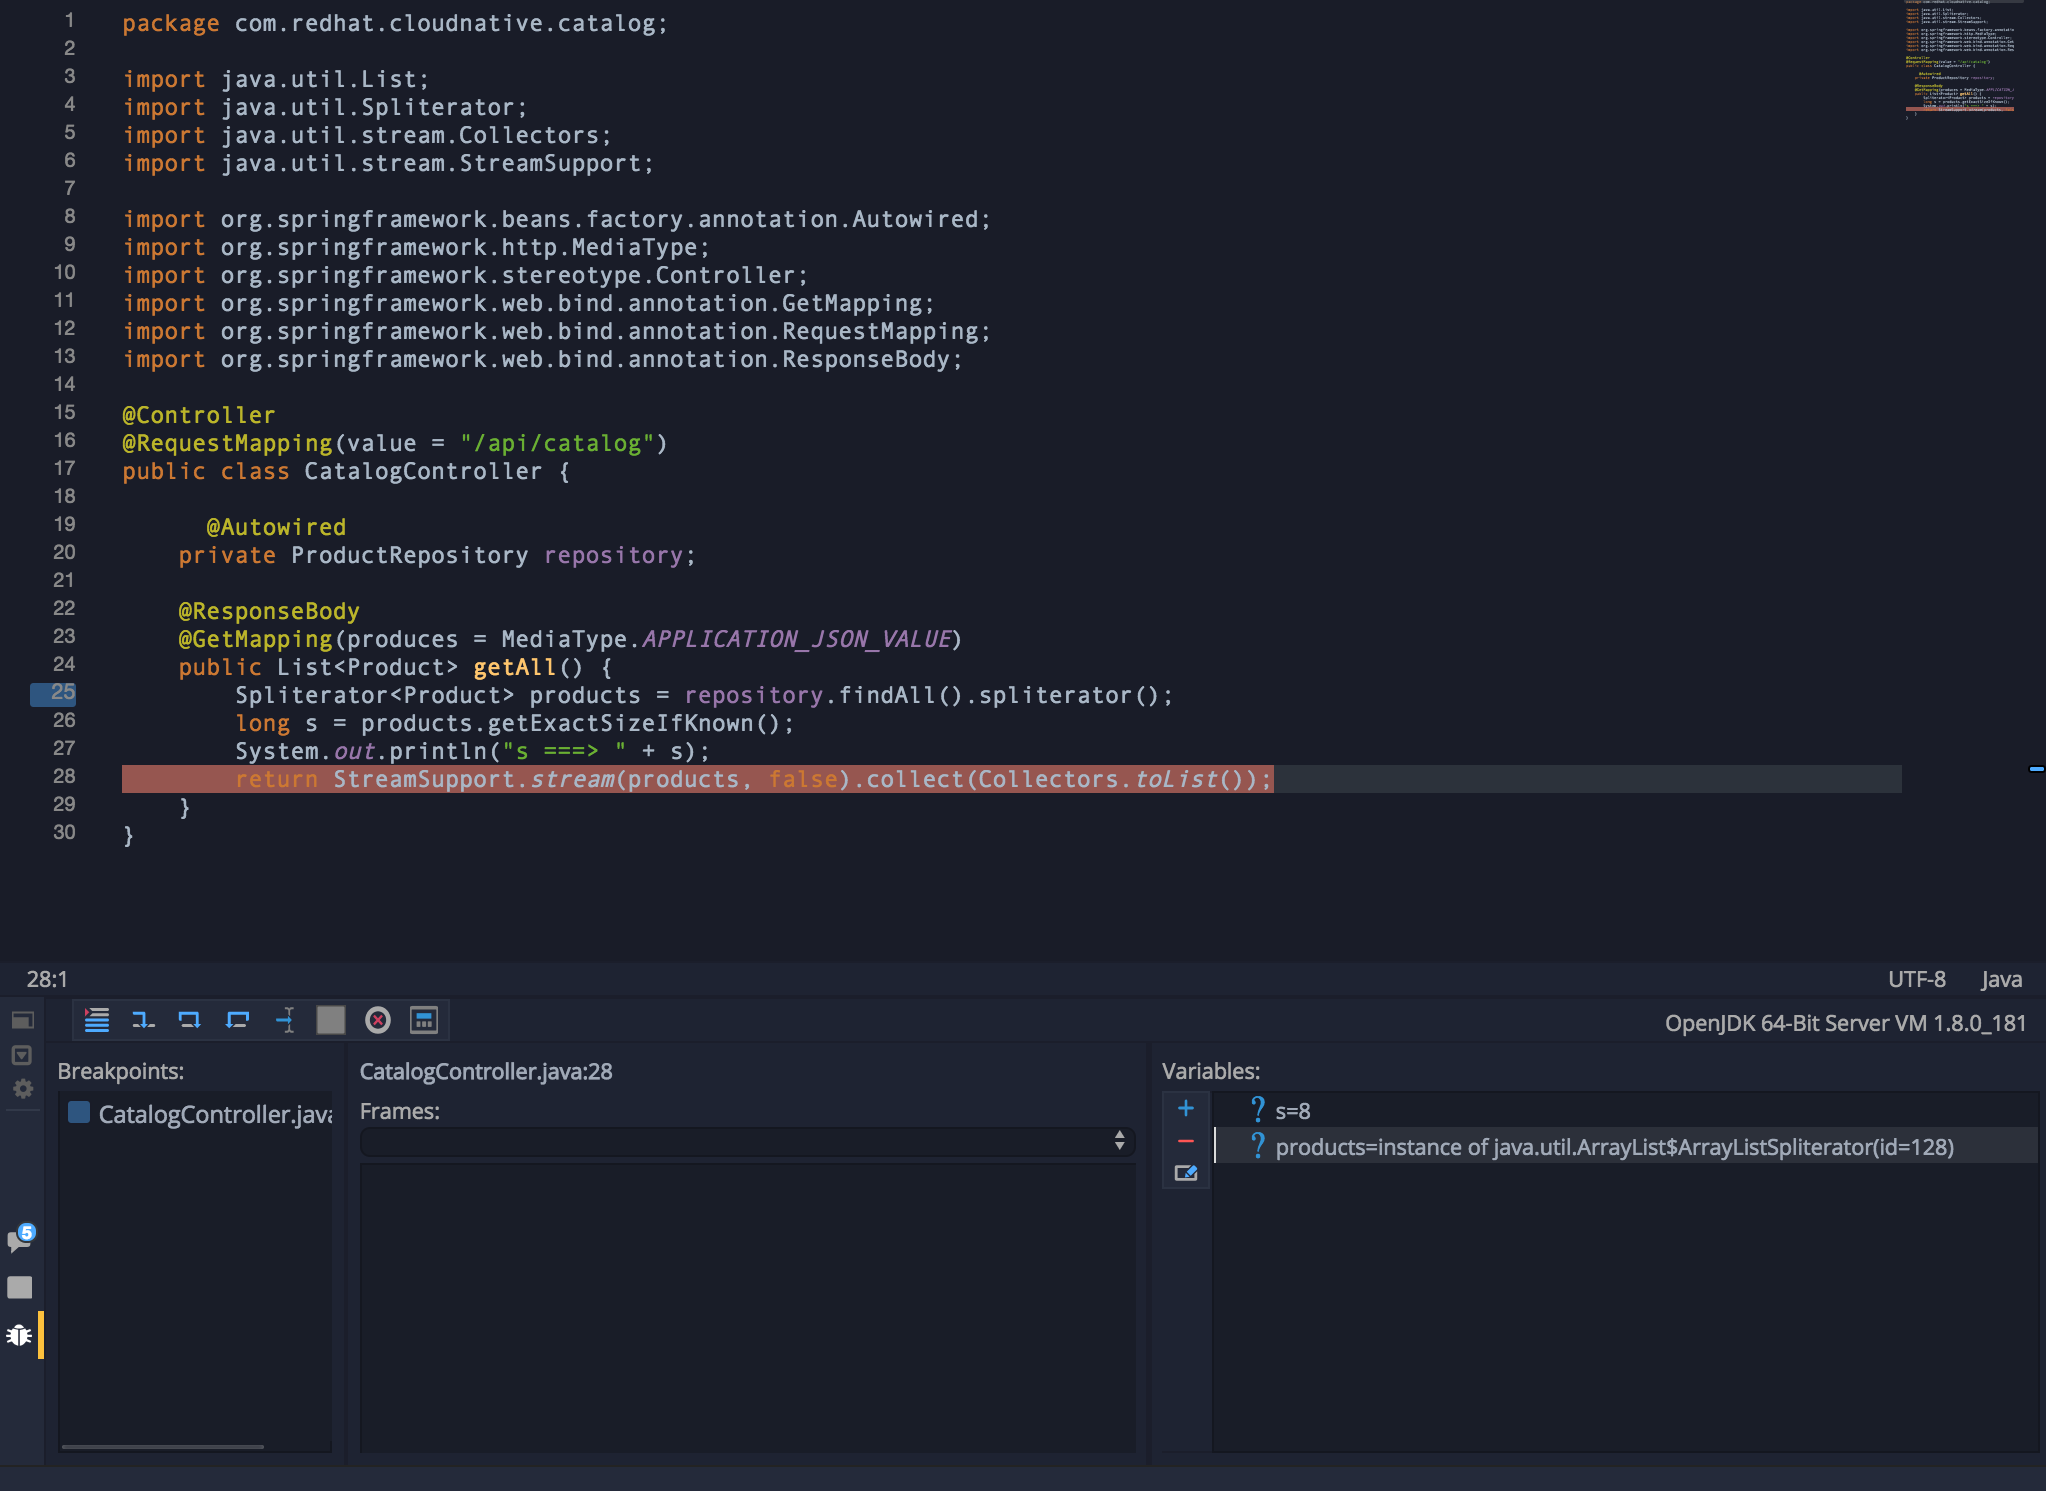 1 package com.redhat.cloudnative.catalog;
2
3 import java.util.List;
4 import java.util.Spliterator;
5 import java.util.stream.Collectors;
6 import java.util.stream.StreamSupport;
7
8 import org.springframework.beans.factory.annotation.Autowired;
9 import org.springframework.http.MediaType;
10 import org.springframework.stereotype.Controller;
11 import org.springframework.web.bind.annotation.GetMapping;
12 import org.springframework.web.bind.annotation.RequestMapping;
13 import org.springframework.web.bind.annotation.ResponseBody;
14
15 @Controller
16 @RequestMapping(value = "/api/catalog")
17 public class CatalogController {
18
19 @Autowired
20 private ProductRepository repository;
21
22 @ResponseBody
23 @GetMapping(produces = MediaType.APPLICATION_JSON_VALUE)
24 public List<Product> getAll() {
25 Spliterator<Product> products = repository.findAll().spliterator();
26 long s = products.getExactSizeIfKnown();
27 System.out.println("s ===> " + s);
28 return StreamSupport.stream(products, false).collect(Collectors.toList());
29 }
30 }
28:1 UTF-8 Java
OpenJDK 64-Bit Server VM 1.8.0_181
Breakpoints:
CatalogController.java
CatalogController.java:28
Frames:
Variables:
s=8
products=instance of java.util.ArrayList$ArrayListSpliterator(id=128)
5